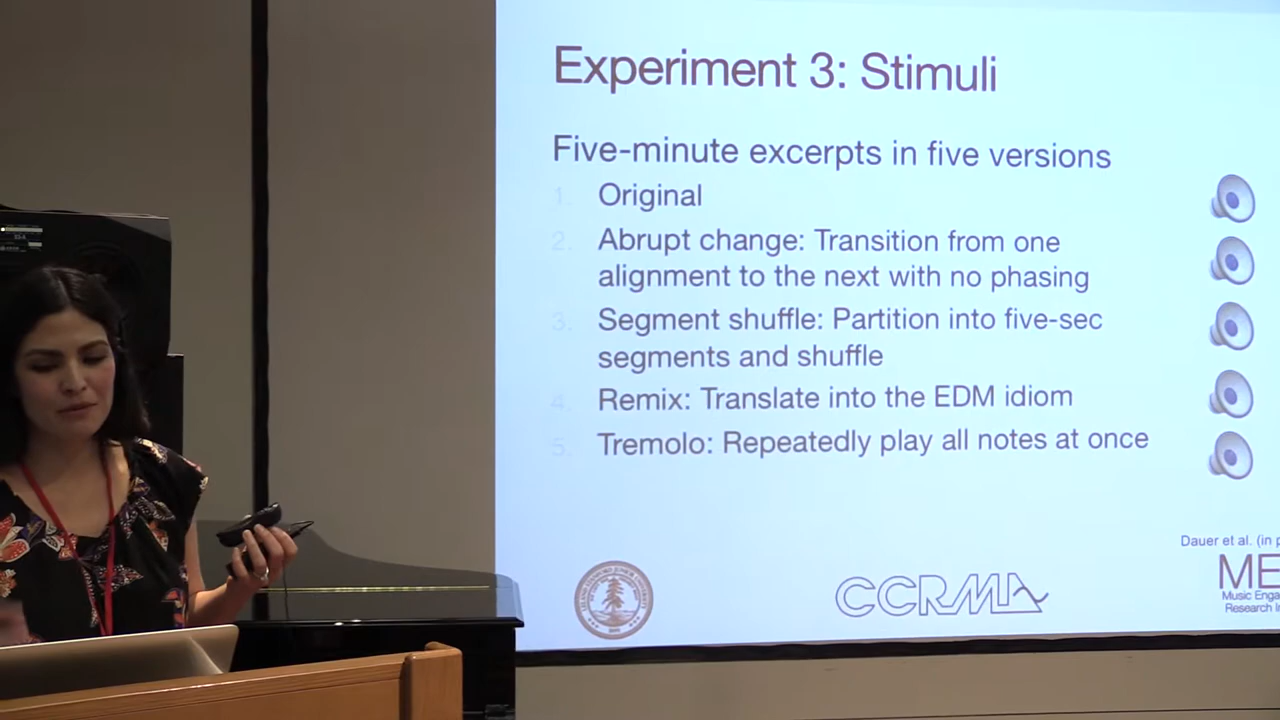 Experiment 3: Stimuli
Five-minute excerpts in five versions
1. Original
2. Abrupt change: Transition from one
alignment to the next with no phasing
3. Segment shuffle: Partition into five-sec
segments and shuffle
4. Remix: Translate into the EDM idiom
5. Tremolo: Repeatedly play all notes at once
Dauer et al. (in p
CCRMA
ME
Music Enga
Research I